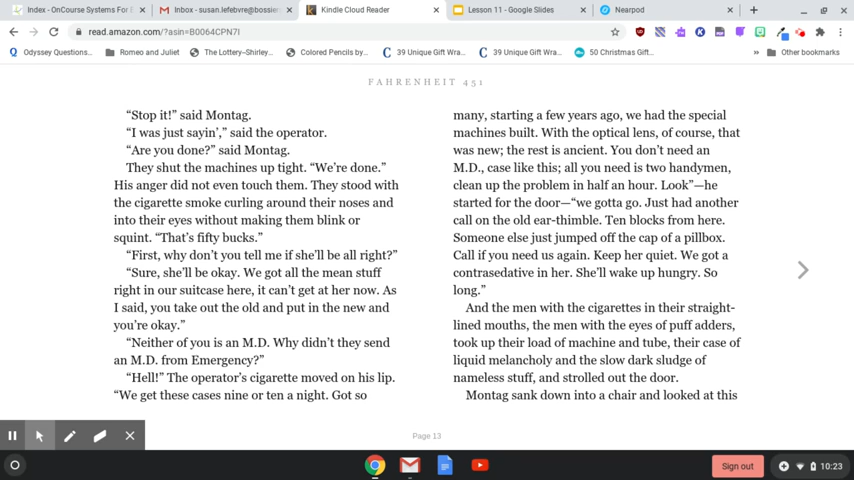 Index - OnCourse Systems For E
Inbox - susan.lefebvre@bossier
Kindle Cloud Reader
Lesson 11 - Google Slides
Nearpod
read.amazon.com/?asin=B0064CPN7I
Odyssey Questions...
Romeo and Juliet
The Lottery--Shirley...
Colored Pencils by...
39 Unique Gift Wra...
39 Unique Gift Wra...
50 Christmas Gift...
Other bookmarks
FAHRENHEIT 451
“Stop it!” said Montag.
“I was just sayin’,” said the operator.
“Are you done?” said Montag.
They shut the machines up tight. “We’re done.”
His anger did not even touch them. They stood with
the cigarette smoke curling around their noses and
into their eyes without making them blink or
squint. “That’s fifty bucks.”
“First, why don’t you tell me if she’ll be all right?”
“Sure, she’ll be okay. We got all the mean stuff
right in our suitcase here, it can’t get at her now. As
I said, you take out the old and put in the new and
you’re okay.”
“Neither of you is an M.D. Why didn’t they send
an M.D. from Emergency?”
“Hell!” The operator’s cigarette moved on his lip.
“We get these cases nine or ten a night. Got so
many, starting a few years ago, we had the special
machines built. With the optical lens, of course, that
was new; the rest is ancient. You don’t need an
M.D., case like this; all you need is two handymen,
clean up the problem in half an hour. Look”—he
started for the door—“we gotta go. Just had another
call on the old ear-thimble. Ten blocks from here.
Someone else just jumped off the cap of a pillbox.
Call if you need us again. Keep her quiet. We got a
contrasedative in her. She’ll wake up hungry. So
long.”
And the men with the cigarettes in their straight-
lined mouths, the men with the eyes of puff adders,
took up their load of machine and tube, their case of
liquid melancholy and the slow dark sludge of
nameless stuff, and strolled out the door.
Montag sank down into a chair and looked at this
Page 13
Sign out
10:23